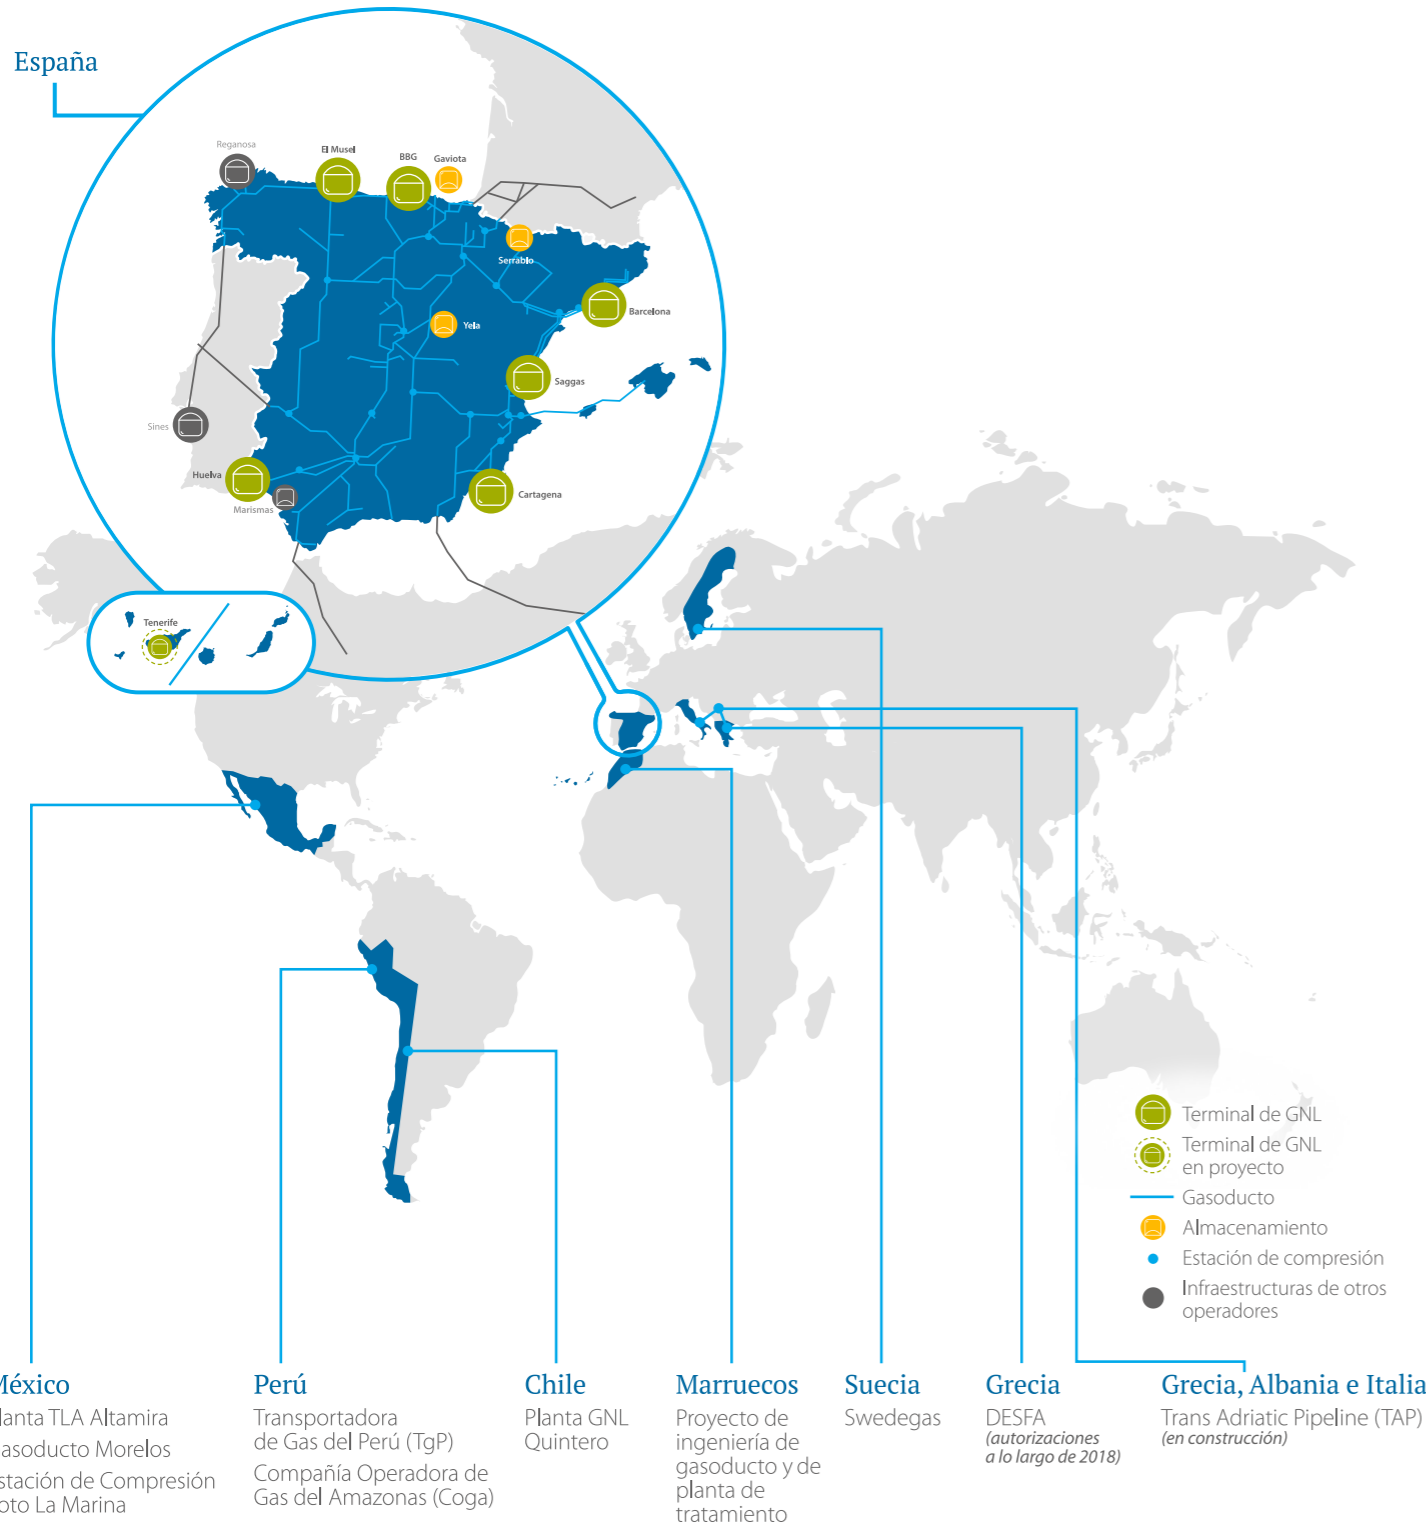 España
Reganosa
El Musel
BBG
Gaviota
Serrablo
Barcelona
Yela
Saggas
Sines
Huelva
Marismas
Cartagena
Tenerife
Terminal de GNL
Terminal de GNL
en proyecto
Gasoducto
Almacenamiento
Estación de compresión
Infraestructuras de otros
operadores
México
lanta TLA Altamira
asoducto Morelos
stación de Compresión
oto La Marina
Perú
Transportadora
de Gas del Perú (TgP)
Compañía Operadora de
Gas del Amazonas (Coga)
Chile
Planta GNL
Quintero
Marruecos
Proyecto de
ingeniería de
gasoducto y de
planta de
tratamiento
Suecia
Swedegas
Grecia
DESFA
(autorizaciones
a lo largo de 2018)
Grecia, Albania e Italia
Trans Adriatic Pipeline (TAP)
(en construcción)